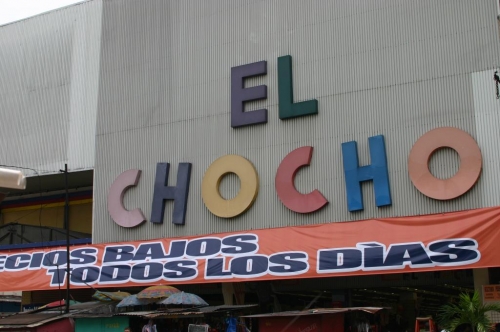 EL
CHOCHO
ECIOS BAJOS
TODOS LOS DÌAS